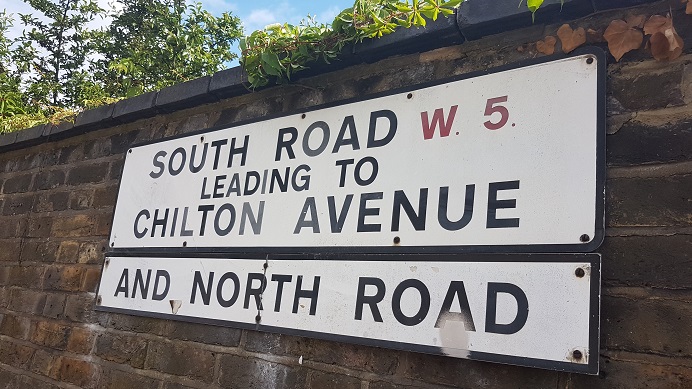 SOUTH ROAD W. 5.
LEADING TO
CHILTON AVENUE
AND NORTH ROAD